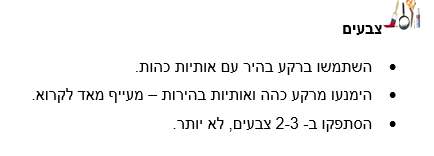 צבעים
• השתמשו ברקע בהיר עם אותיות כהות.
• הימנעו מרקע כהה ואותיות בהירות – מעייף מאד לקרוא.
• הסתפקו ב- 2-3 צבעים, לא יותר.